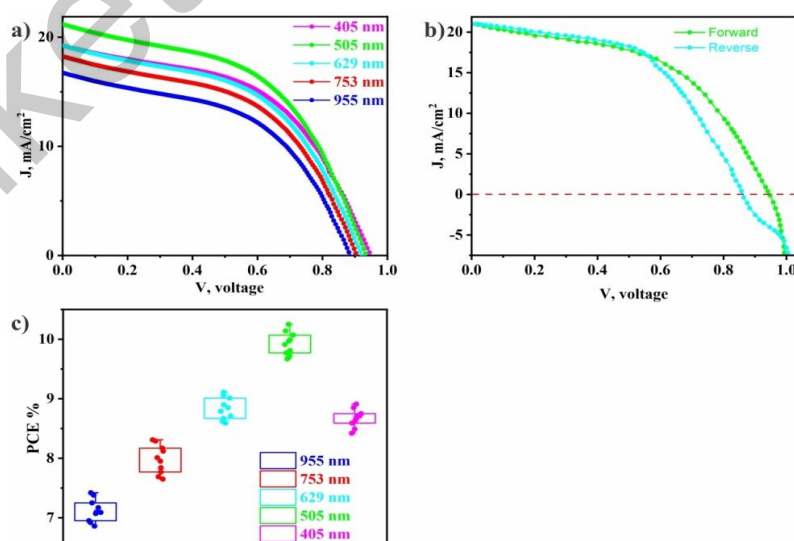 a)
405 nm
505 nm
629 nm
753 nm
955 nm
20
10
0
0.0 0.2 0.4 0.6 0.8 1.0
J, mA/cm²
V, voltage
b)
Forward
Reverse
20
15
10
5
0
-5
0.0 0.2 0.4 0.6 0.8 1.0
J, mA/cm²
V, voltage
c)
10
9
8
7
PCE %
955 nm
753 nm
629 nm
505 nm
405 nm